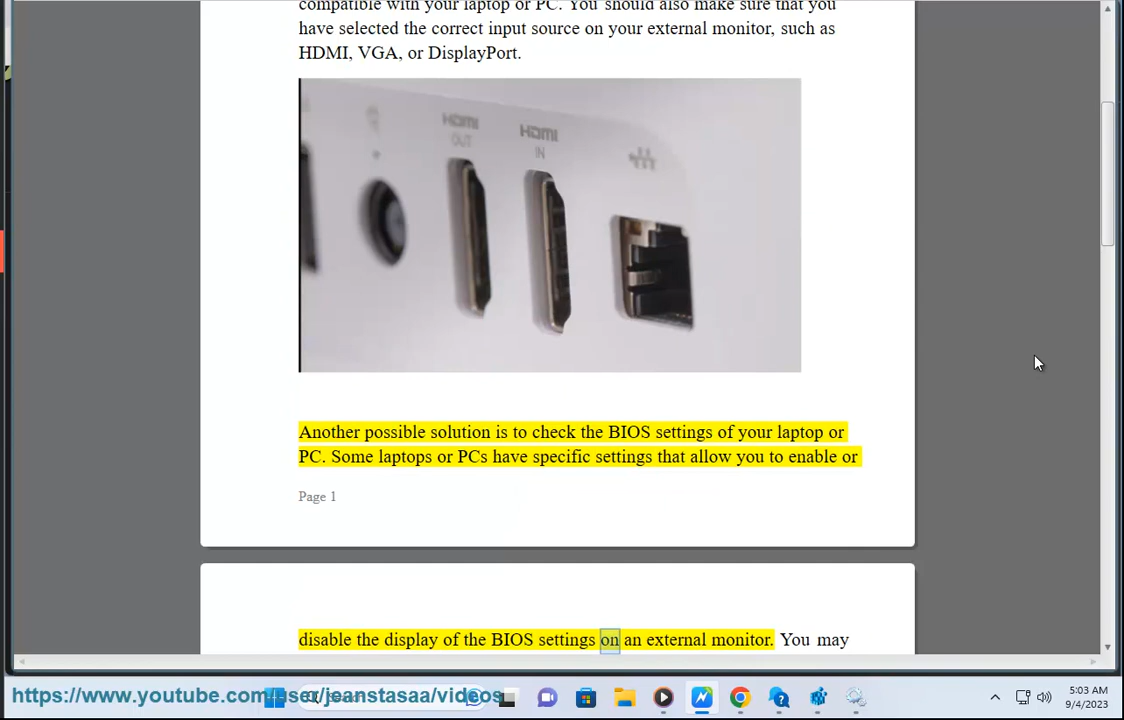 compatible with your laptop or PC. You should also make sure that you
have selected the correct input source on your external monitor, such as
HDMI, VGA, or DisplayPort.
HDMI
OUT
HDMI
IN
Another possible solution is to check the BIOS settings of your laptop or
PC. Some laptops or PCs have specific settings that allow you to enable or
Page 1
disable the display of the BIOS settings on an external monitor. You may
https://www.youtube.com/user/jeanstasaa/videos
5:03 AM
9/4/2023